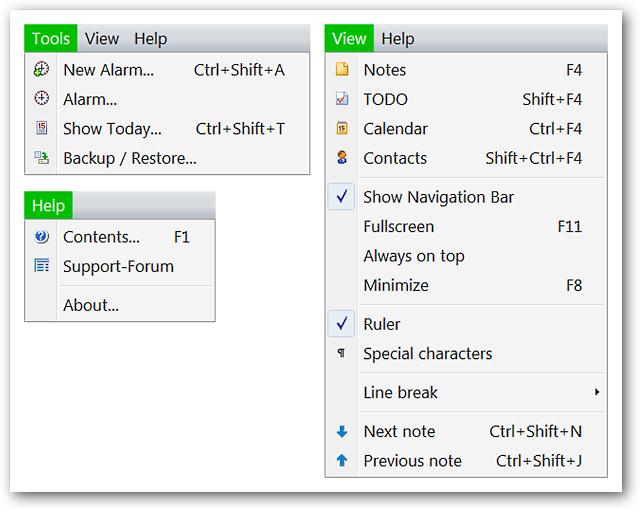 Tools View Help
New Alarm... Ctrl+Shift+A
Alarm...
Show Today... Ctrl+Shift+T
Backup / Restore...
Help
Contents... F1
Support-Forum
About...
View Help
Notes F4
TODO Shift+F4
Calendar Ctrl+F4
Contacts Shift+Ctrl+F4
Show Navigation Bar
Fullscreen F11
Always on top
Minimize F8
Ruler
Special characters
Line break
Next note Ctrl+Shift+N
Previous note Ctrl+Shift+J